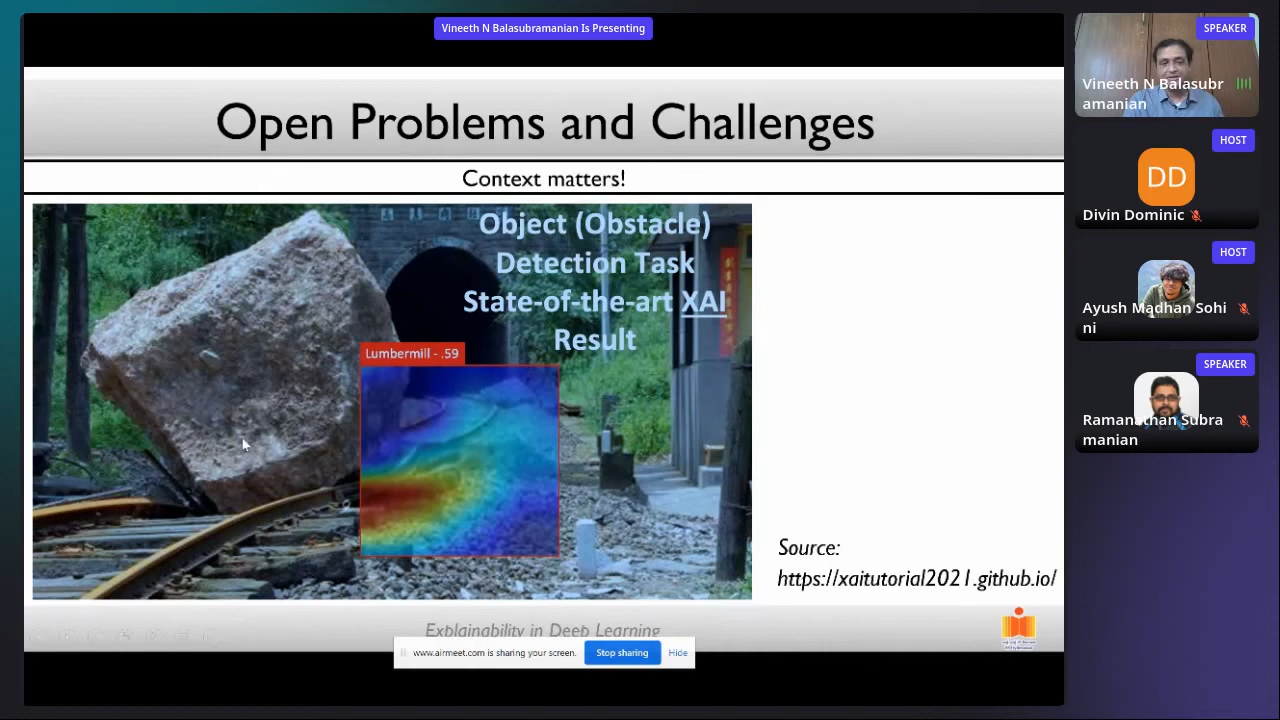 Vineeth N Balasubramanian Is Presenting
Open Problems and Challenges
Context matters!
Object (Obstacle)
Detection Task
State-of-the-art XAI
Result
Lumbermill - .59
Source:
https://xaitutorial2021.github.io/
Explainability in Deep Learning
www.airmeet.com is sharing your screen.
Stop sharing
Hide
SPEAKER
Vineeth N Balasubr
amanian
HOST
DD
Divin Dominic
HOST
Ayush Madhan Sohi
ni
SPEAKER
Ramanathan Subra
manian